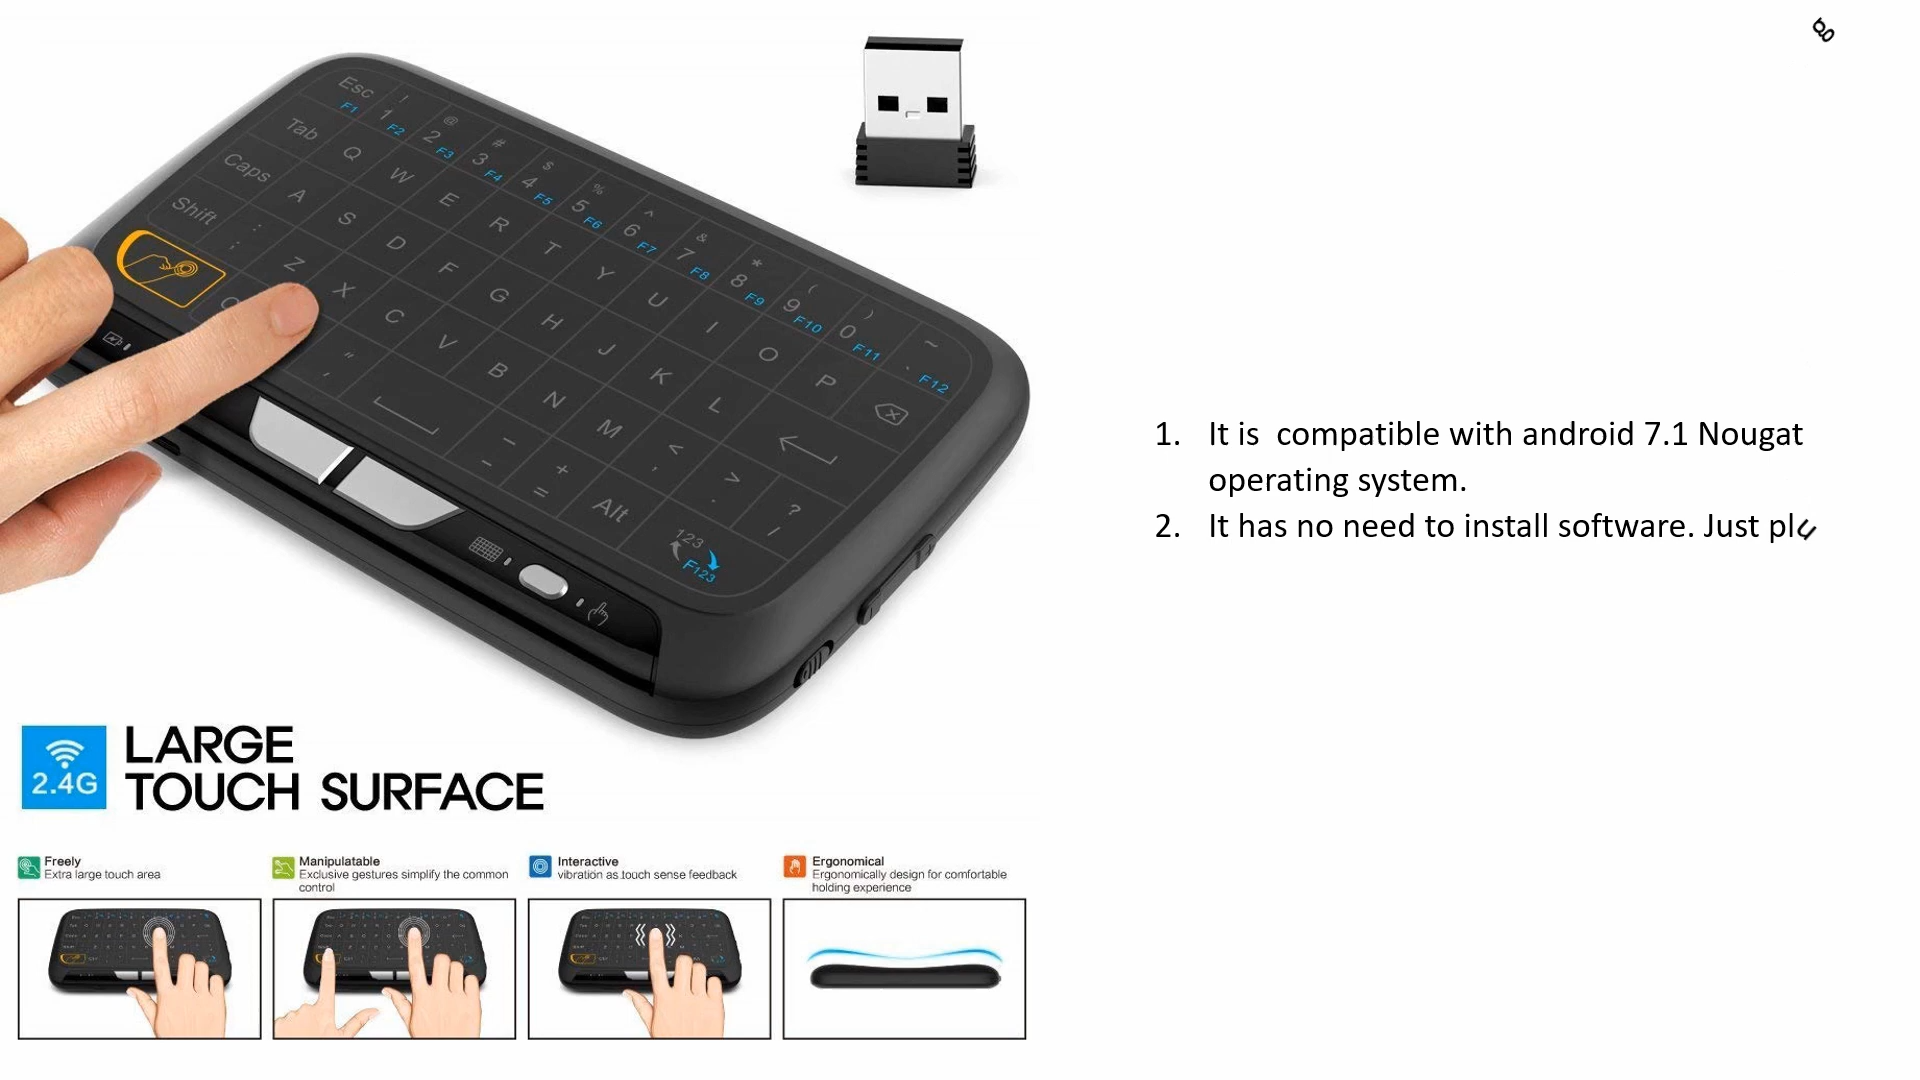 Esc ! @ # $ % ^ & * ( ) ~
F1 1 F2 2 F3 3 F4 4 F5 5 F6 6 F7 7 F8 8 F9 9 F10 0 F11 ` F12
Tab Q W E R T Y U I O P
Caps A S D F G H J K L
Shift : ; Z X C V B N M < , > . ? /
" ' _ - + = Alt 123 F123
1. It is  compatible with android 7.1 Nougat
operating system.
2. It has no need to install software. Just plu
go
2.4G
LARGE
TOUCH SURFACE
Freely
Extra large touch area
Manipulatable
Exclusive gestures simplify the common
control
Interactive
vibration as touch sense feedback
Ergonomical
Ergonomically design for comfortable
holding experience